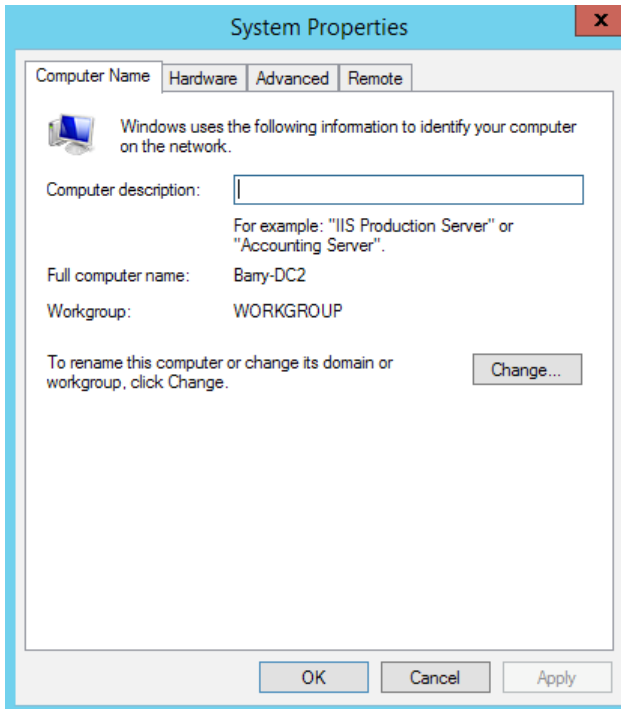 System Properties
x
Computer Name Hardware Advanced Remote
Windows uses the following information to identify your computer
on the network.
Computer description:
For example: "IIS Production Server" or
"Accounting Server".
Full computer name: Barry-DC2
Workgroup: WORKGROUP
To rename this computer or change its domain or
workgroup, click Change.
Change...
OK Cancel Apply